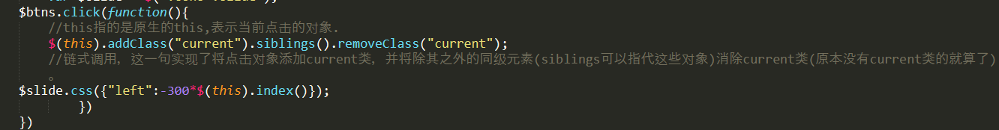 $btns.click(function(){
//this指的是原生的this,表示当前点击的对象.
$(this).addClass("current").siblings().removeClass("current");
//链式调用，这一句实现了将点击对象添加current类，并将除其之外的同级元素(siblings可以指代这些对象)消除current类(原本没有current类的就算了)
。
$slide.css({"left":-300*$(this).index()});
})
})